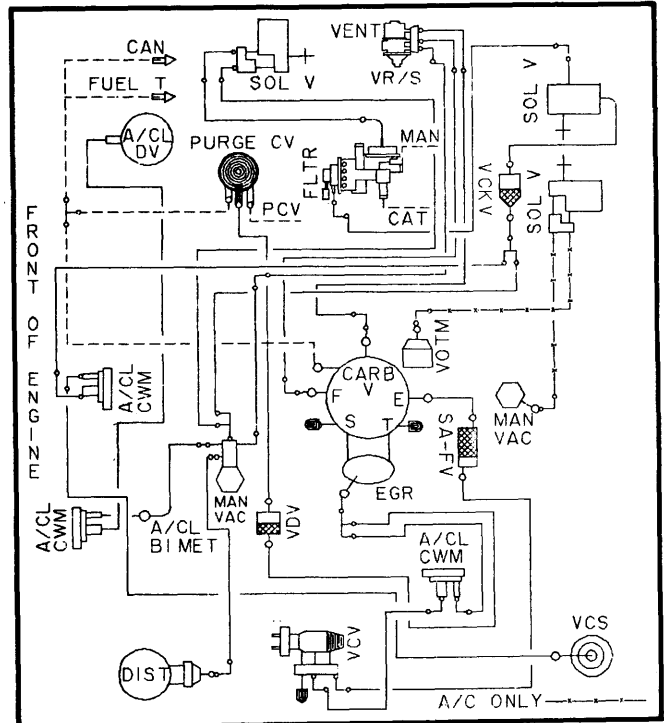 CAN
FUEL T
SOL V
VENT
VR/S
SOL V
A/CL DV
PURGE CV
FLTR
MAN
VCKV
SOL V
PCV
CAT
FRONT OF ENGINE
VOTM
CARB
V
F
E
S
T
A/CL CWM
MAN VAC
SA-FV
EGR
MAN VAC
A/CL CWM
A/CL BIMET
VDV
A/CL CWM
VCV
VCS
DIST
A/C ONLY